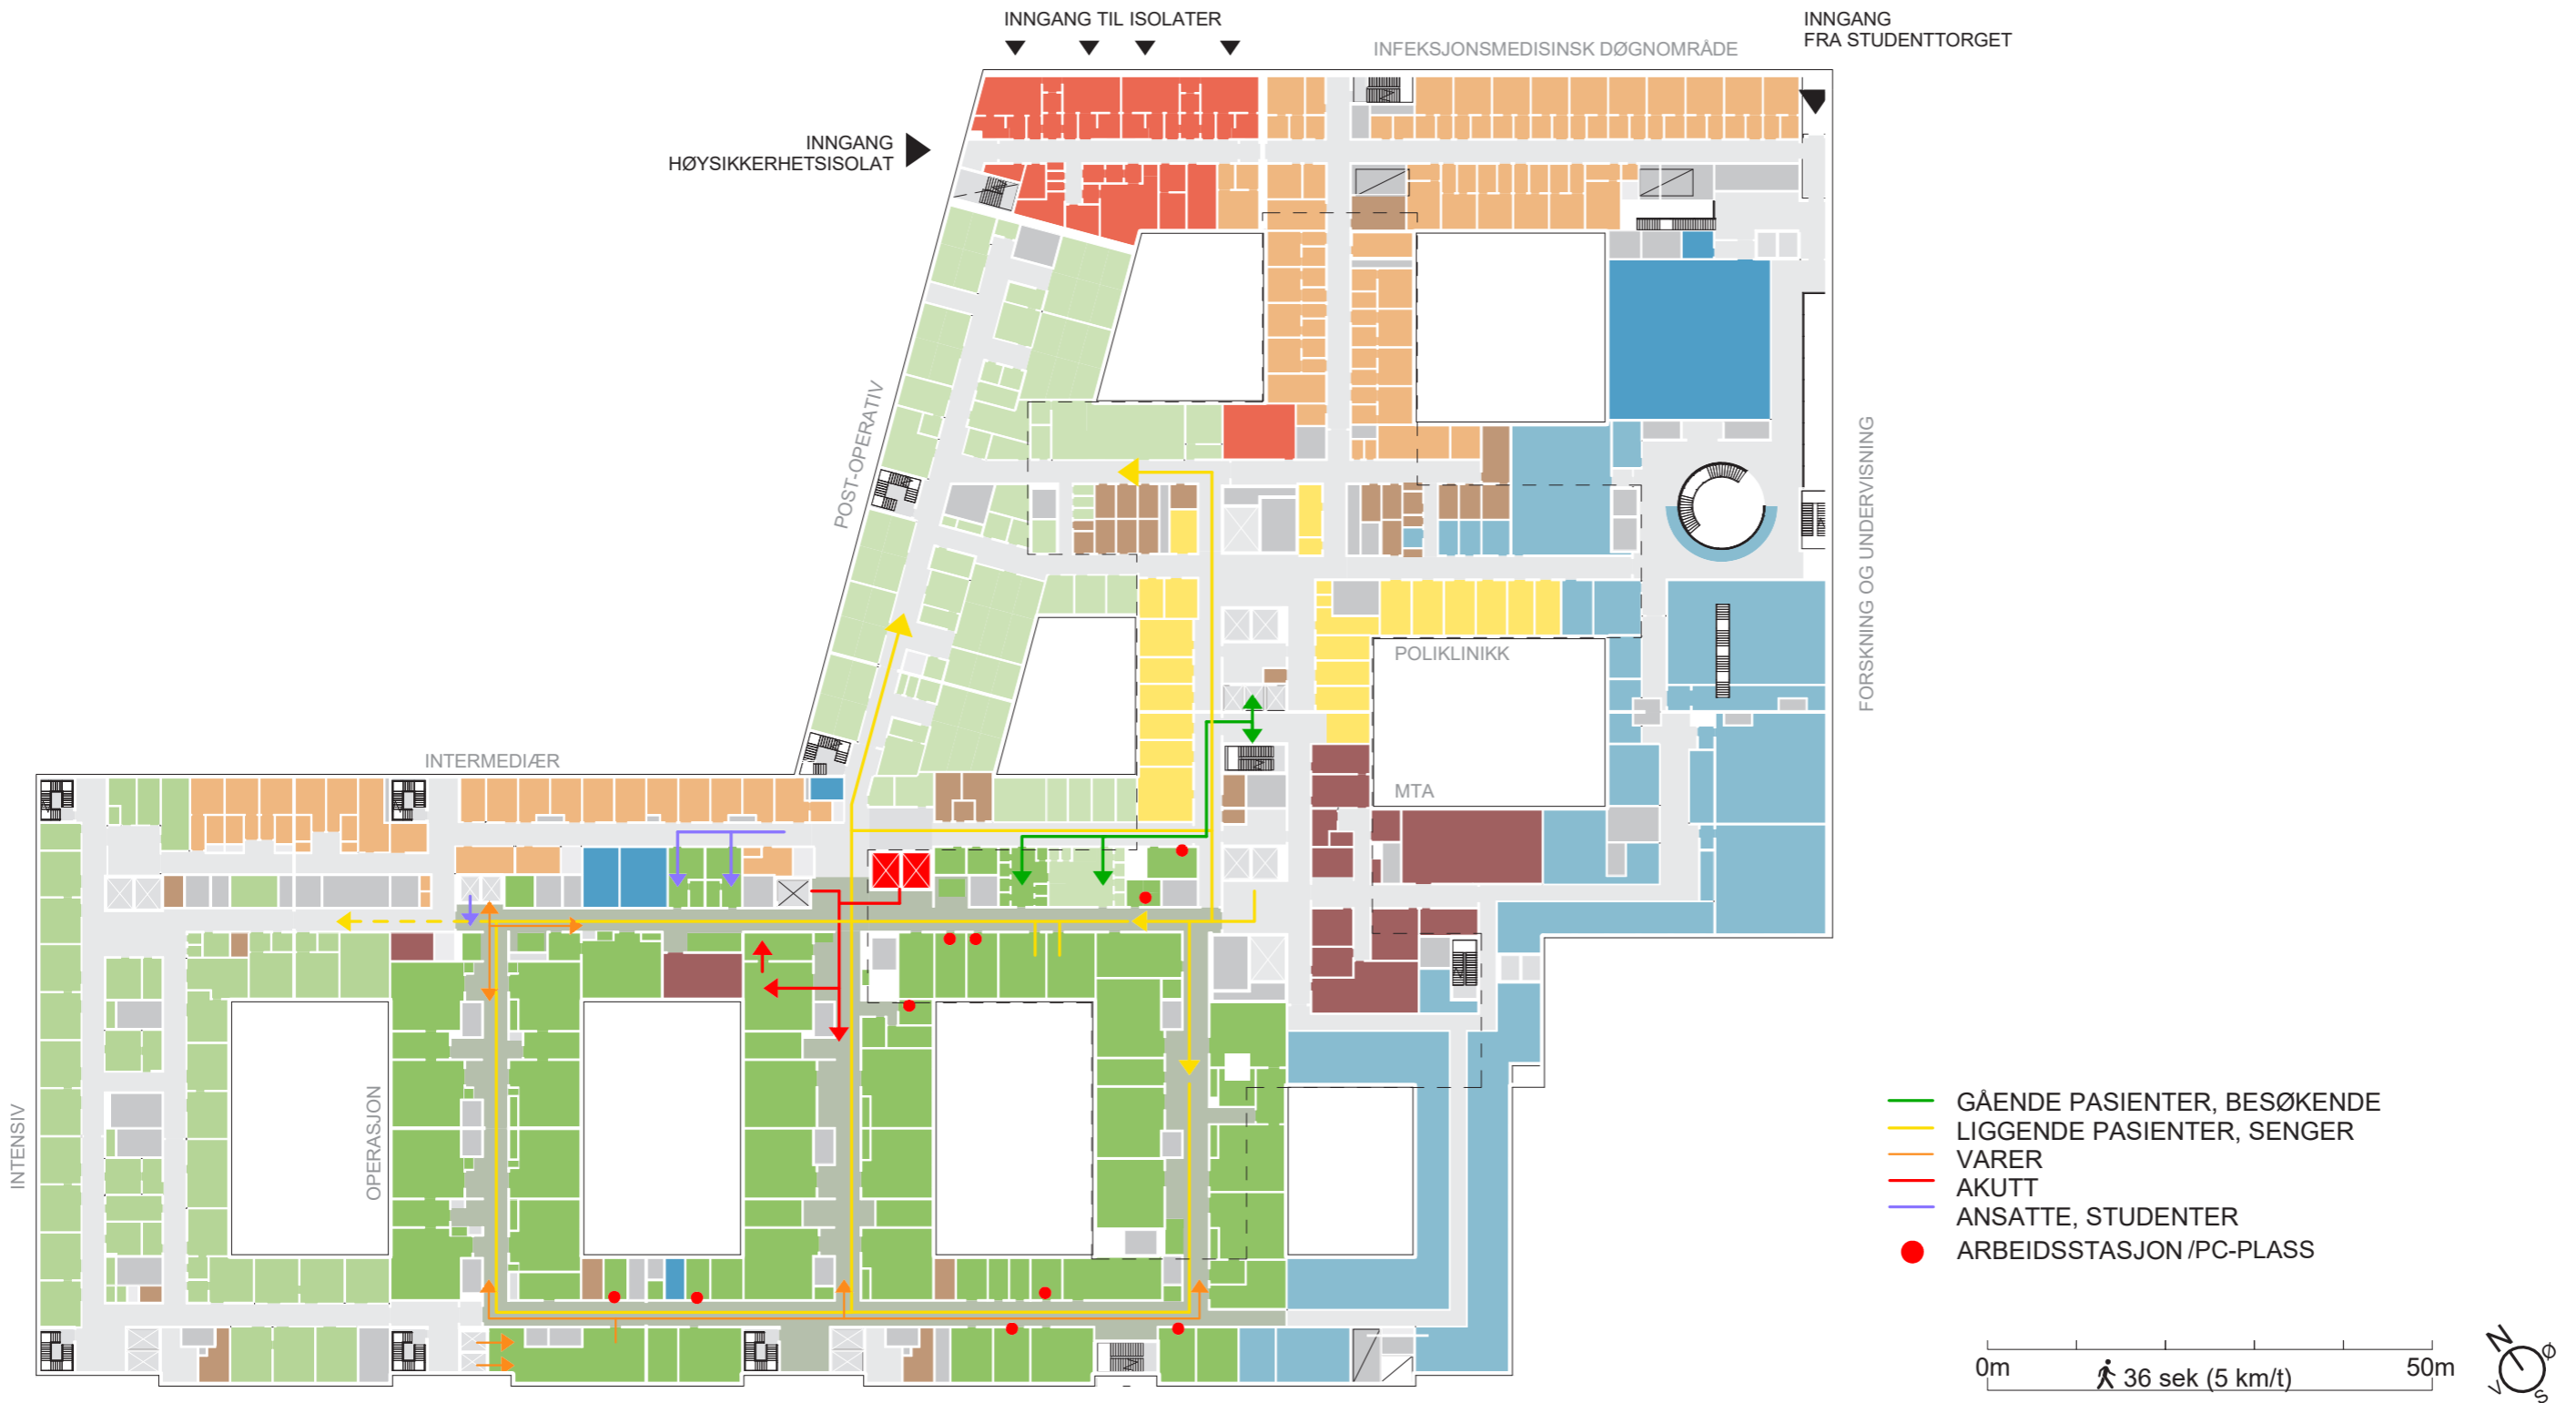 INNGANG TIL ISOLATER
INNGANG
FRA STUDENTTORGET
INFEKSJONSMEDISINSK DØGNOMRÅDE
INNGANG
HØYSIKKERHETSISOLAT
POST-OPERATIV
FORSKNING OG UNDERVISNING
POLIKLINIKK
INTERMEDIÆR
MTA
OPERASJON
INTENSIV
GÅENDE PASIENTER, BESØKENDE
LIGGENDE PASIENTER, SENGER
VARER
AKUTT
ANSATTE, STUDENTER
ARBEIDSSTASJON /PC-PLASS
0m
50m
36 sek (5 km/t)
N
Ø
V
S